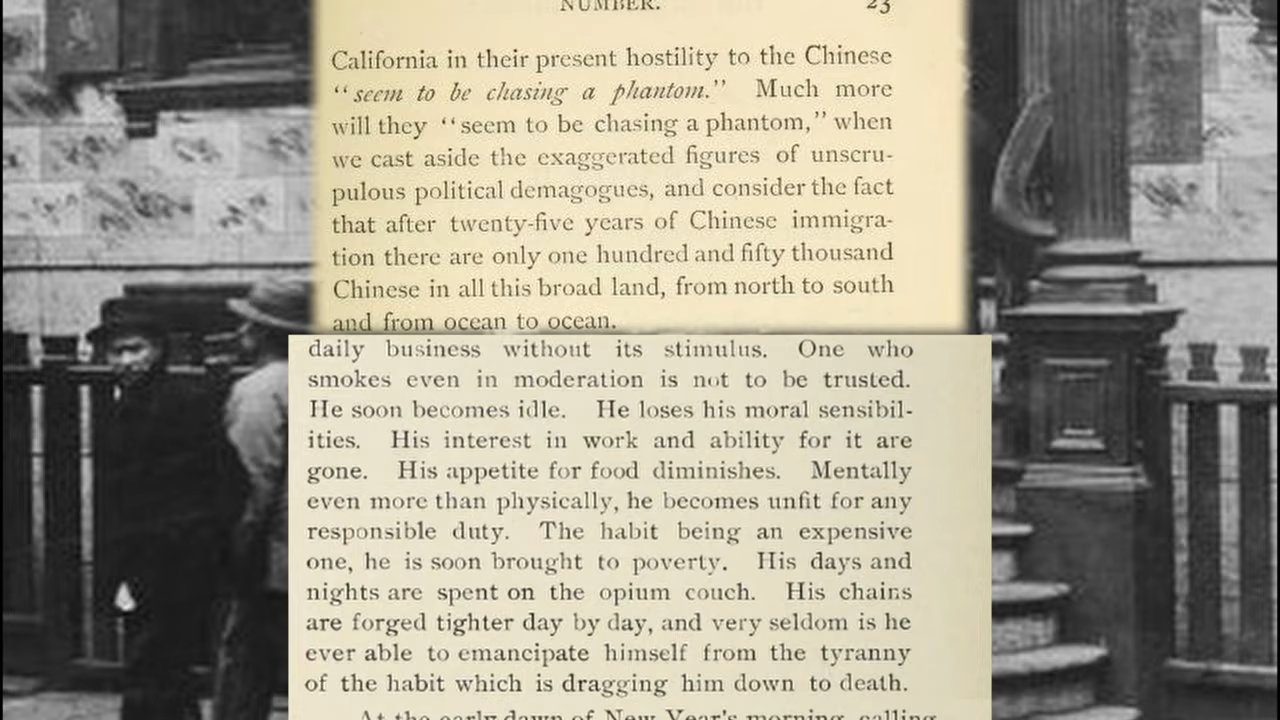 NUMBER. 23
California in their present hostility to the Chinese
“seem to be chasing a phantom.” Much more
will they “seem to be chasing a phantom,” when
we cast aside the exaggerated figures of unscru-
pulous political demagogues, and consider the fact
that after twenty-five years of Chinese immigra-
tion there are only one hundred and fifty thousand
Chinese in all this broad land, from north to south
and from ocean to ocean.
daily business without its stimulus. One who
smokes even in moderation is not to be trusted.
He soon becomes idle. He loses his moral sensibil-
ities. His interest in work and ability for it are
gone. His appetite for food diminishes. Mentally
even more than physically, he becomes unfit for any
responsible duty. The habit being an expensive
one, he is soon brought to poverty. His days and
nights are spent on the opium couch. His chains
are forged tighter day by day, and very seldom is he
ever able to emancipate himself from the tyranny
of the habit which is dragging him down to death.
At the early dawn of New Year's morning, calling